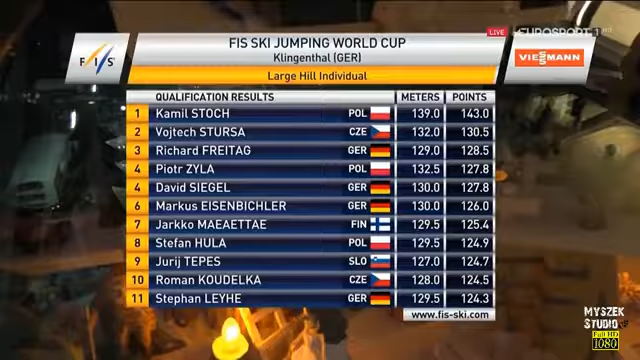 LIVE EUROSPORT 1 HD
FIS SKI JUMPING WORLD CUP
Klingenthal (GER)
Large Hill Individual
FIS
VIESSMANN
QUALIFICATION RESULTS METERS POINTS
1 Kamil STOCH POL 139.0 143.0
2 Vojtech STURSA CZE 132.0 130.5
3 Richard FREITAG GER 129.0 128.5
4 Piotr ZYLA POL 132.5 127.8
4 David SIEGEL GER 130.0 127.8
6 Markus EISENBICHLER GER 130.0 126.0
7 Jarkko MAEAETTAE FIN 129.5 125.4
8 Stefan HULA POL 129.5 124.9
9 Jurij TEPES SLO 127.0 124.7
10 Roman KOUDELKA CZE 128.0 124.5
11 Stephan LEYHE GER 129.5 124.3
www.fis-ski.com
MYSZEK
STUDIO
Full HD
1080